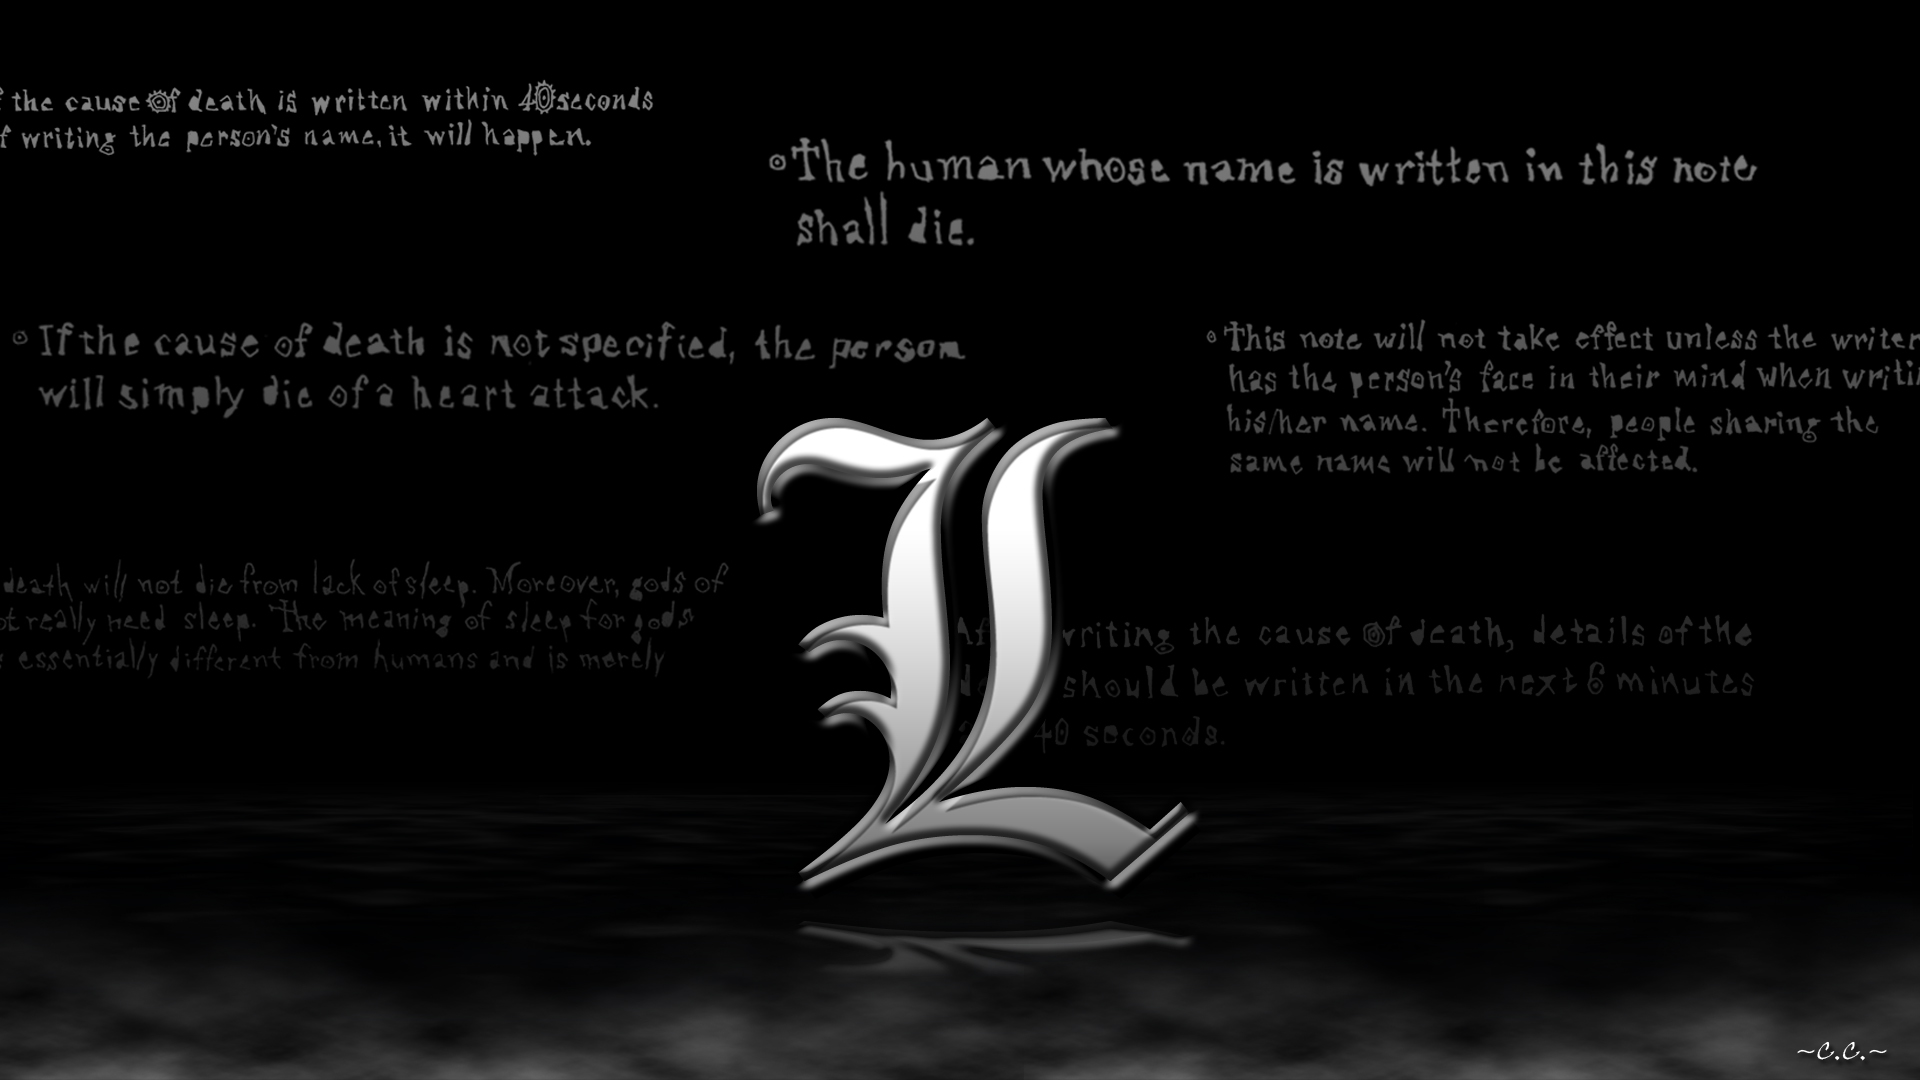 the cause of death is written within 40 seconds
f writing the person's name, it will happen.
The human whose name is written in this note
shall die.
If the cause of death is not specified, the person
will simply die of a heart attack.
This note will not take effect unless the writer
has the person's face in their mind when writin
his/her name. Therefore, people sharing the
same name will not be affected.
death will not die from lack of sleep. Moreover, gods of
ot really need sleep. The meaning of sleep for gods
essentially different from humans and is merely
writing the cause of death, details of the
should be written in the next 6 minutes
40 seconds.
L
~C.C.~